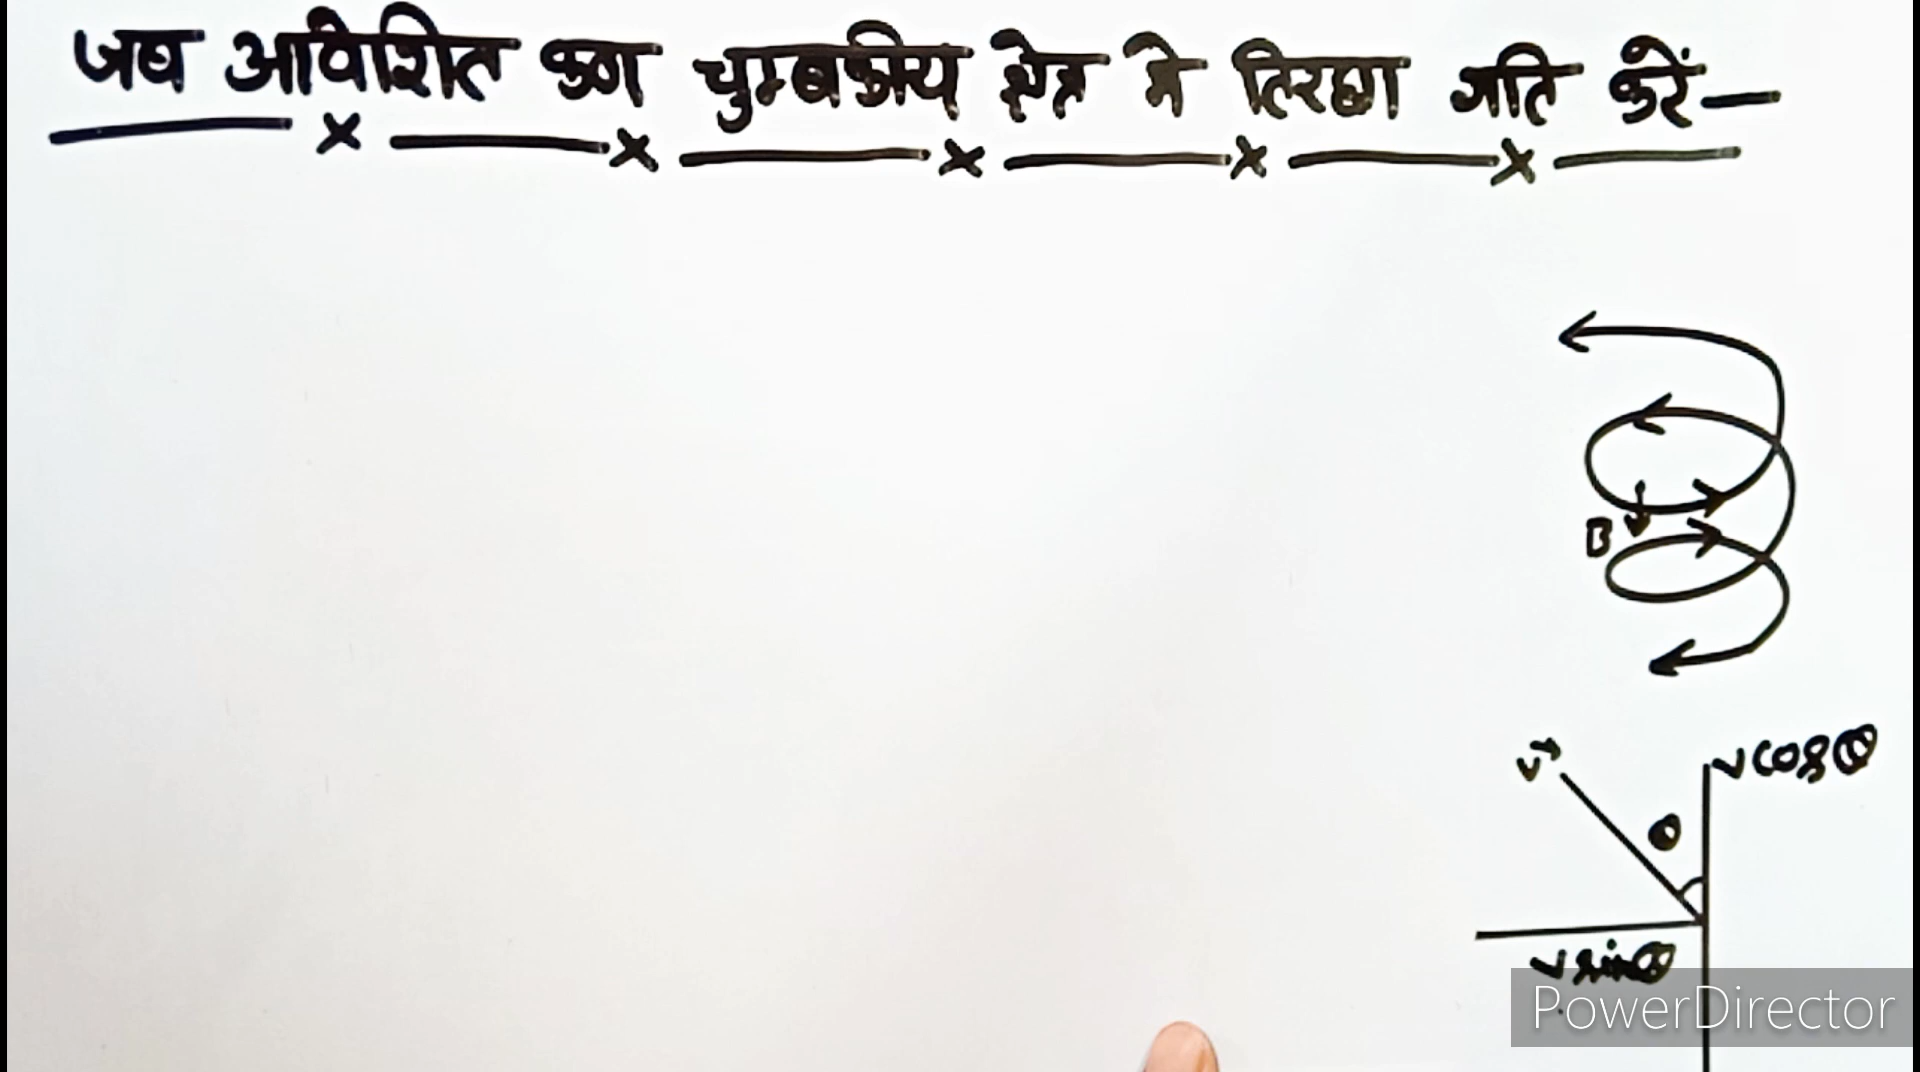 जब आवेशित कण चुम्बकीय क्षेत्र मे तिरछा गति करें—
B
v⃗
vcosθ
θ
vsinθ
PowerDirector